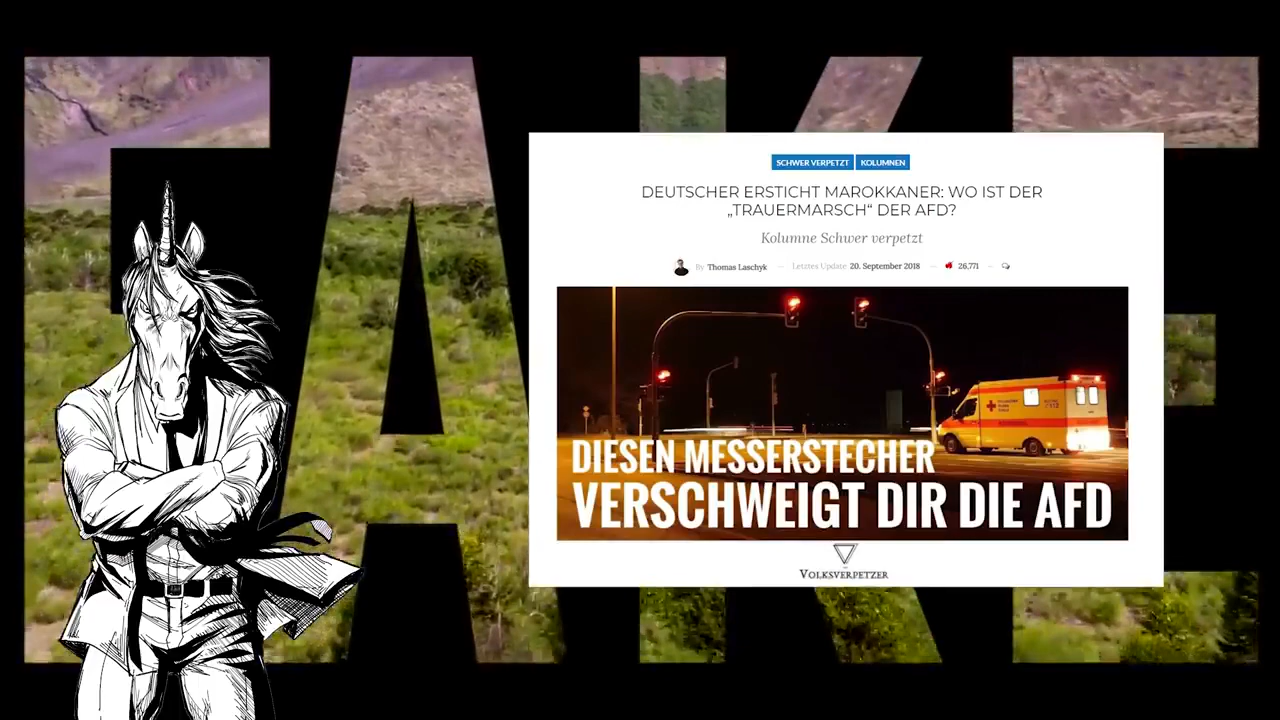 FAKE
SCHWER VERPETZT KOLUMNEN
DEUTSCHER ERSTICHT MAROKKANER: WO IST DER
„TRAUERMARSCH“ DER AFD?
Kolumne Schwer verpetzt
By Thomas Laschyk — Letztes Update 20. September 2018 — 26,771 —
DIESEN MESSERSTECHER
VERSCHWEIGT DIR DIE AFD
VOLKSVERPETZER